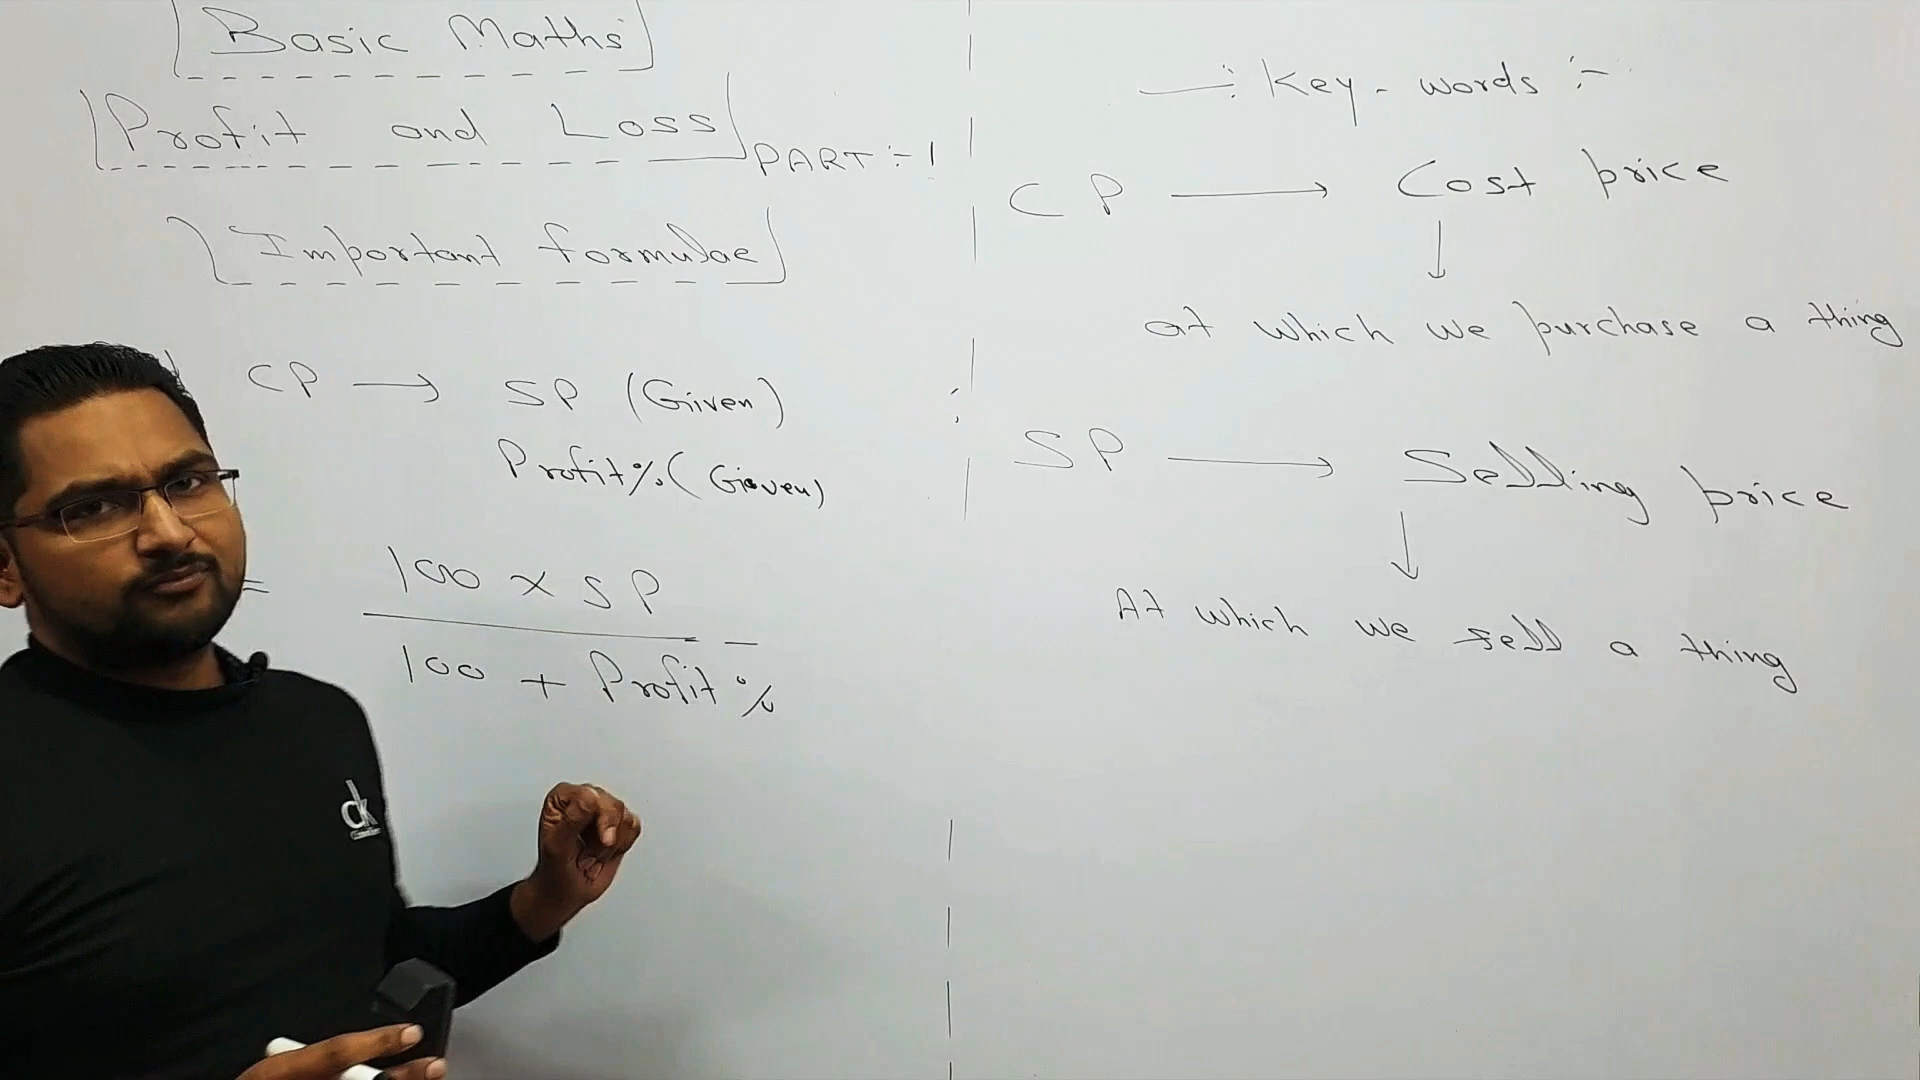 Basic Maths
Profit and Loss PART :- 1
Important formulae
CP → SP (Given)
Profit% (Given)
= 100 × SP
100 + Profit %
—: Key - words :-
CP → Cost price
↓
at which we purchase a thing
SP → Selling price
↓
At which we sell a thing
ck